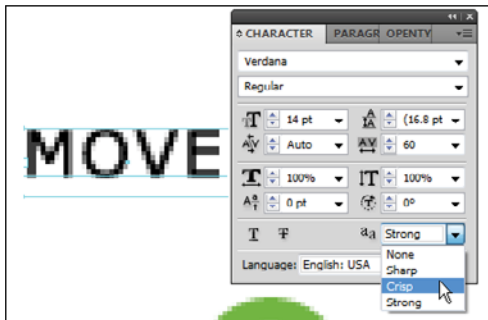 CHARACTER PARAGR OPENTY
Verdana
Regular
14 pt (16.8 pt
Auto 60
100% 100%
0 pt 0°
T T aa Strong
Language: English: USA
None
Sharp
Crisp
Strong
MOVE